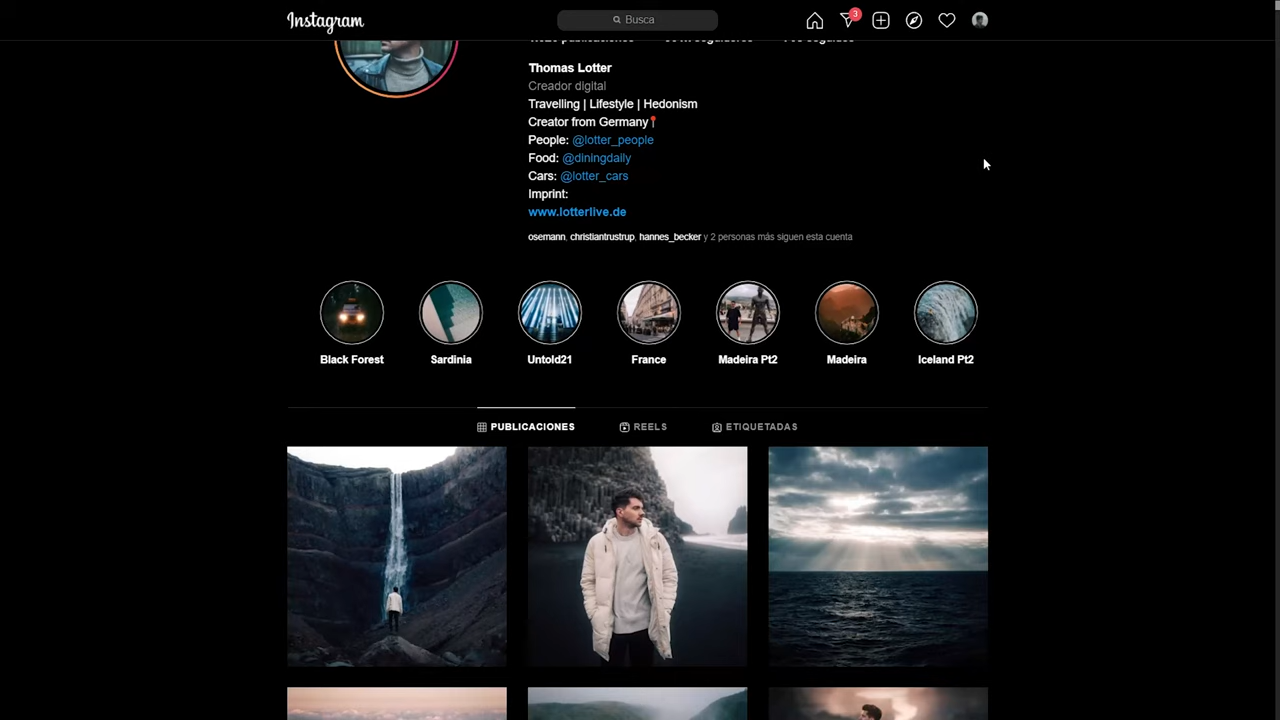 Instagram
Busca
3
Thomas Lotter
Creador digital
Travelling | Lifestyle | Hedonism
Creator from Germany📍
People: @lotter_people
Food: @diningdaily
Cars: @lotter_cars
Imprint:
www.lotterlive.de
osemann, christiantrustrup, hannes_becker y 2 personas más siguen esta cuenta
Black Forest Sardinia Untold21 France Madeira Pt2 Madeira Iceland Pt2
PUBLICACIONES REELS ETIQUETADAS